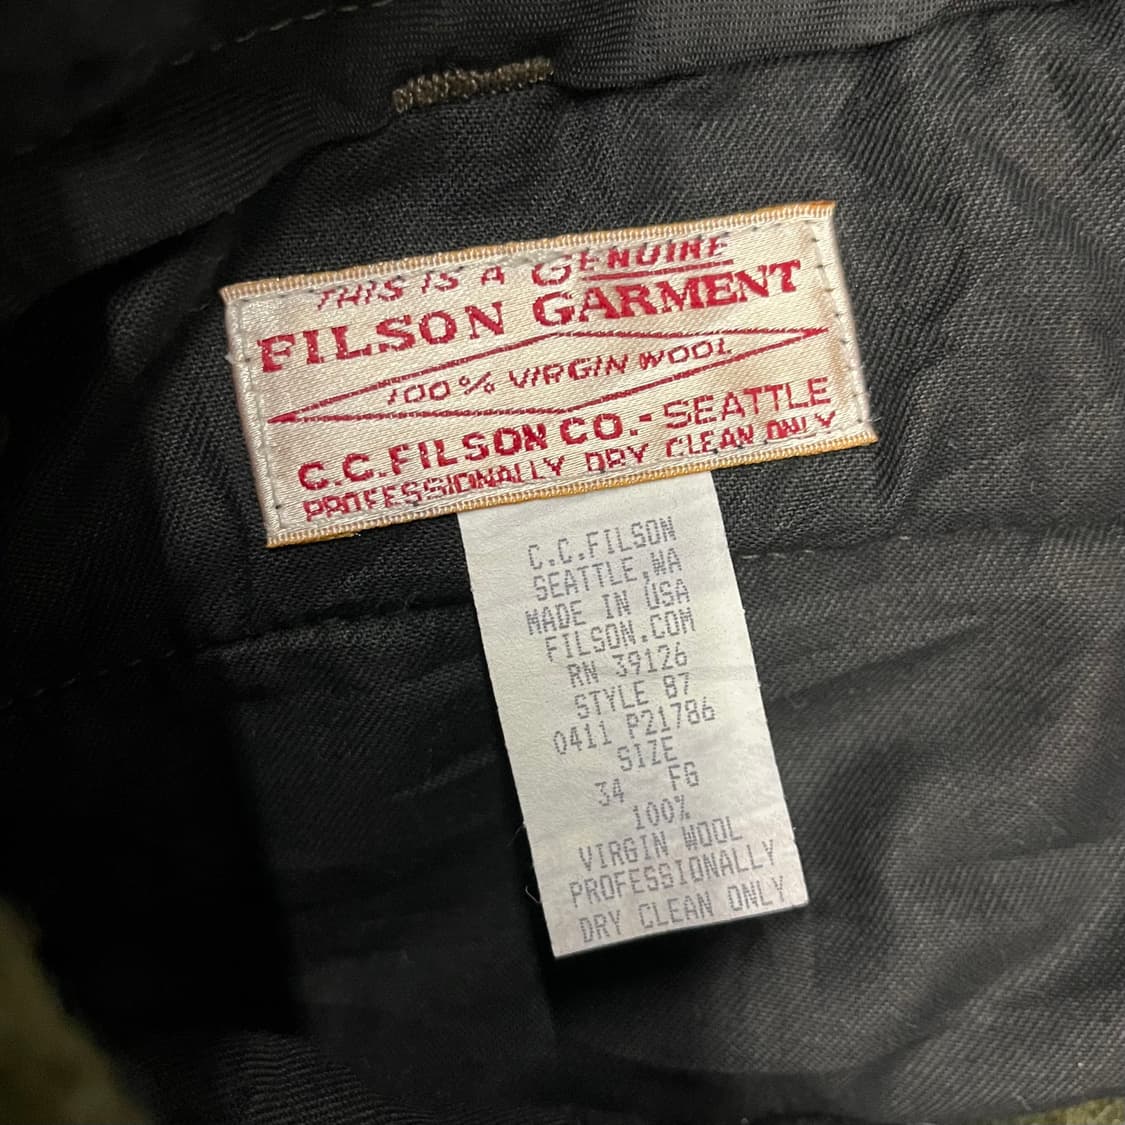 THIS IS A GENUINE
FILSON GARMENT
100% VIRGIN WOOL
C.C.FILSON CO.-SEATTLE
PROFESSIONALLY DRY CLEAN ONLY
C.C.FILSON
SEATTLE,WA
MADE IN USA
FILSON.COM
RN 39126
STYLE 87
0411 P21786
SIZE
34 FG
100%
VIRGIN WOOL
PROFESSIONALLY
DRY CLEAN ONLY